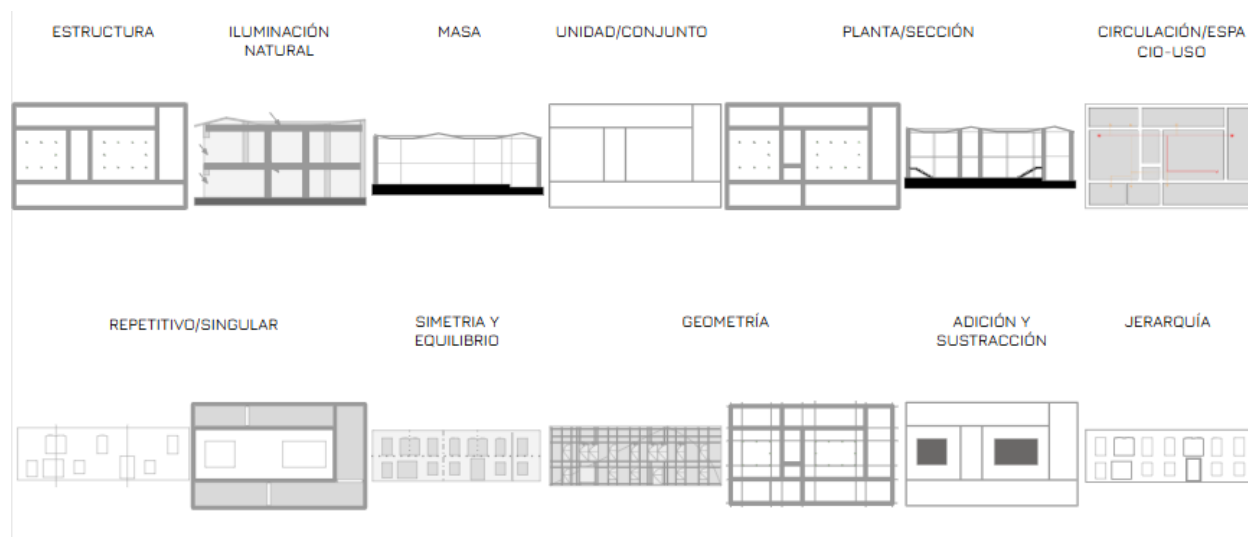 ESTRUCTURA
ILUMINACIÓN
NATURAL
MASA
UNIDAD/CONJUNTO
PLANTA/SECCIÓN
CIRCULACIÓN/ESPA
CIO-USO
REPETITIVO/SINGULAR
SIMETRIA Y
EQUILIBRIO
GEOMETRÍA
ADICIÓN Y
SUSTRACCIÓN
JERARQUÍA